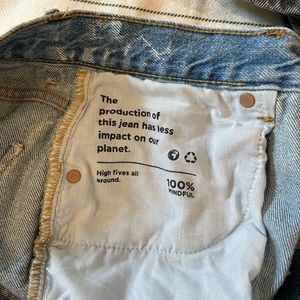 The
production of
this jean has less
impact on our
planet.
High fives all
around.
100%
MINDFUL